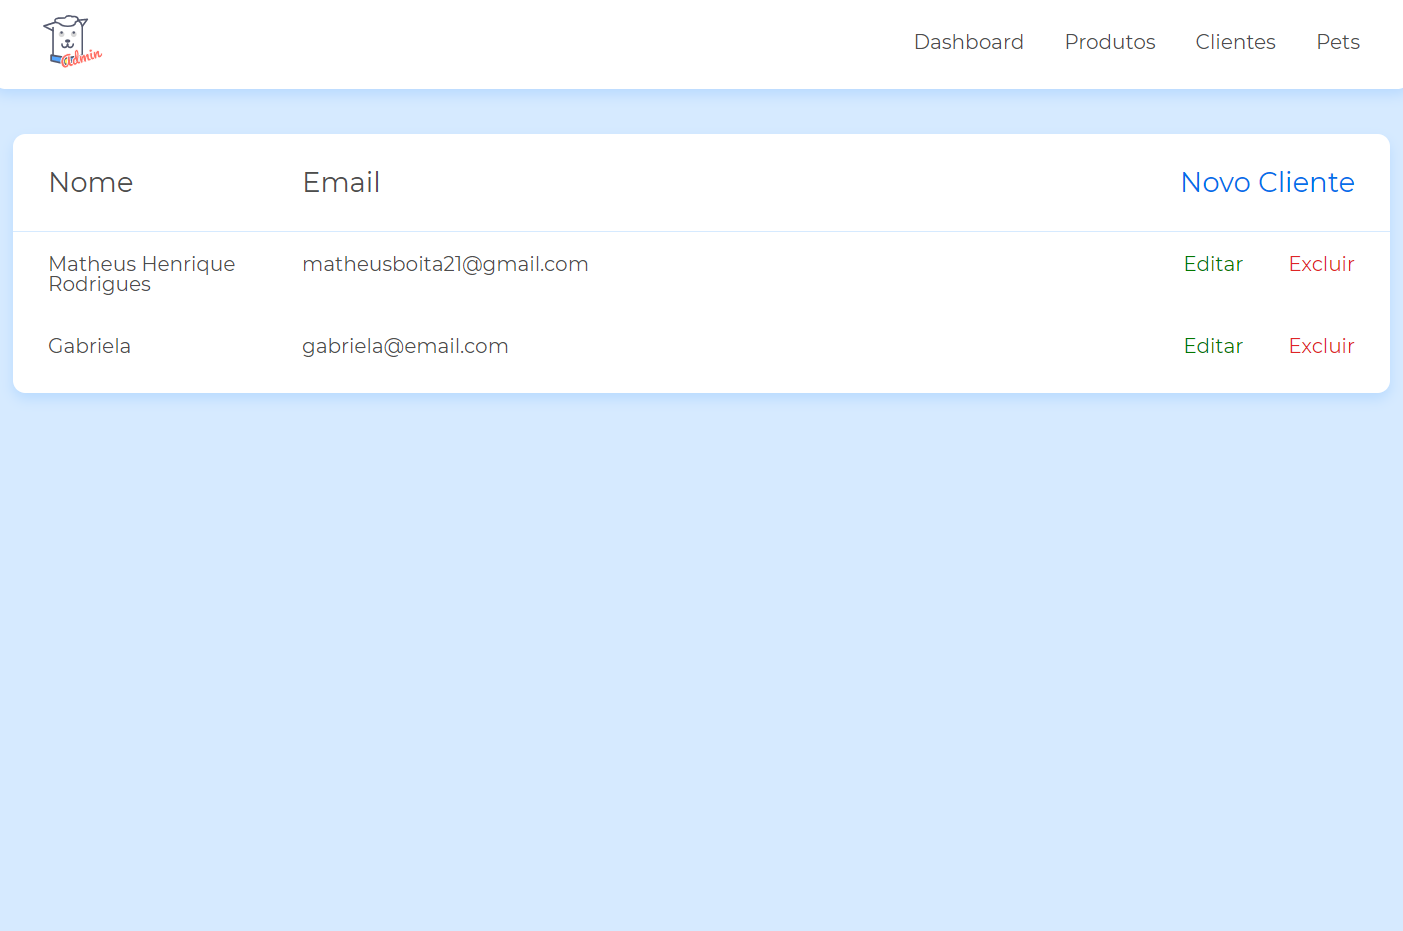 Admin
Dashboard Produtos Clientes Pets
Nome Email Novo Cliente
Matheus Henrique matheusboita21@gmail.com Editar Excluir
Rodrigues
Gabriela gabriela@email.com Editar Excluir